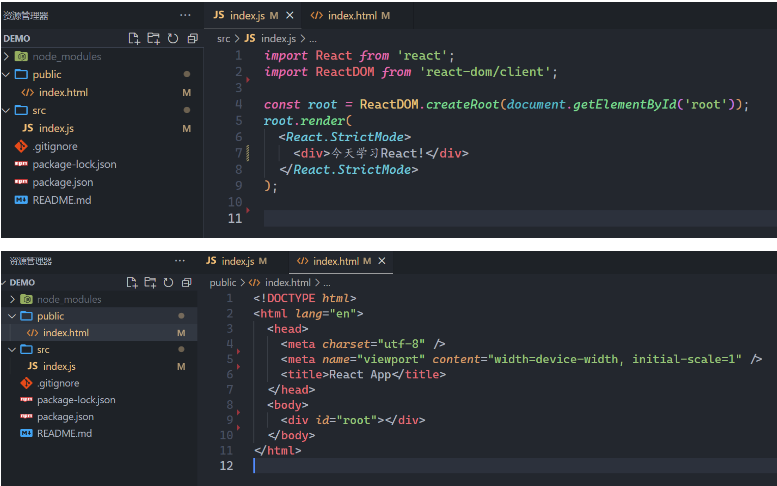 资源管理器 ···
DEMO
node_modules
public
index.html M
src
JS index.js M
.gitignore
package-lock.json
package.json
README.md
JS index.js M × <> index.html M
src > JS index.js > ...
1 import React from 'react';
2 import ReactDOM from 'react-dom/client';
3
4 const root = ReactDOM.createRoot(document.getElementById('root'));
5 root.render(
6 <React.StrictMode>
7 <div>今天学习React!</div>
8 </React.StrictMode>
9 );
10
11
资源管理器 ···
DEMO
node_modules
public
index.html M
src
JS index.js M
.gitignore
package-lock.json
package.json
README.md
JS index.js M <> index.html M ×
public > <> index.html > ...
1 <!DOCTYPE html>
2 <html lang="en">
3 <head>
4 <meta charset="utf-8" />
5 <meta name="viewport" content="width=device-width, initial-scale=1" />
6 <title>React App</title>
7 </head>
8 <body>
9 <div id="root"></div>
10 </body>
11 </html>
12